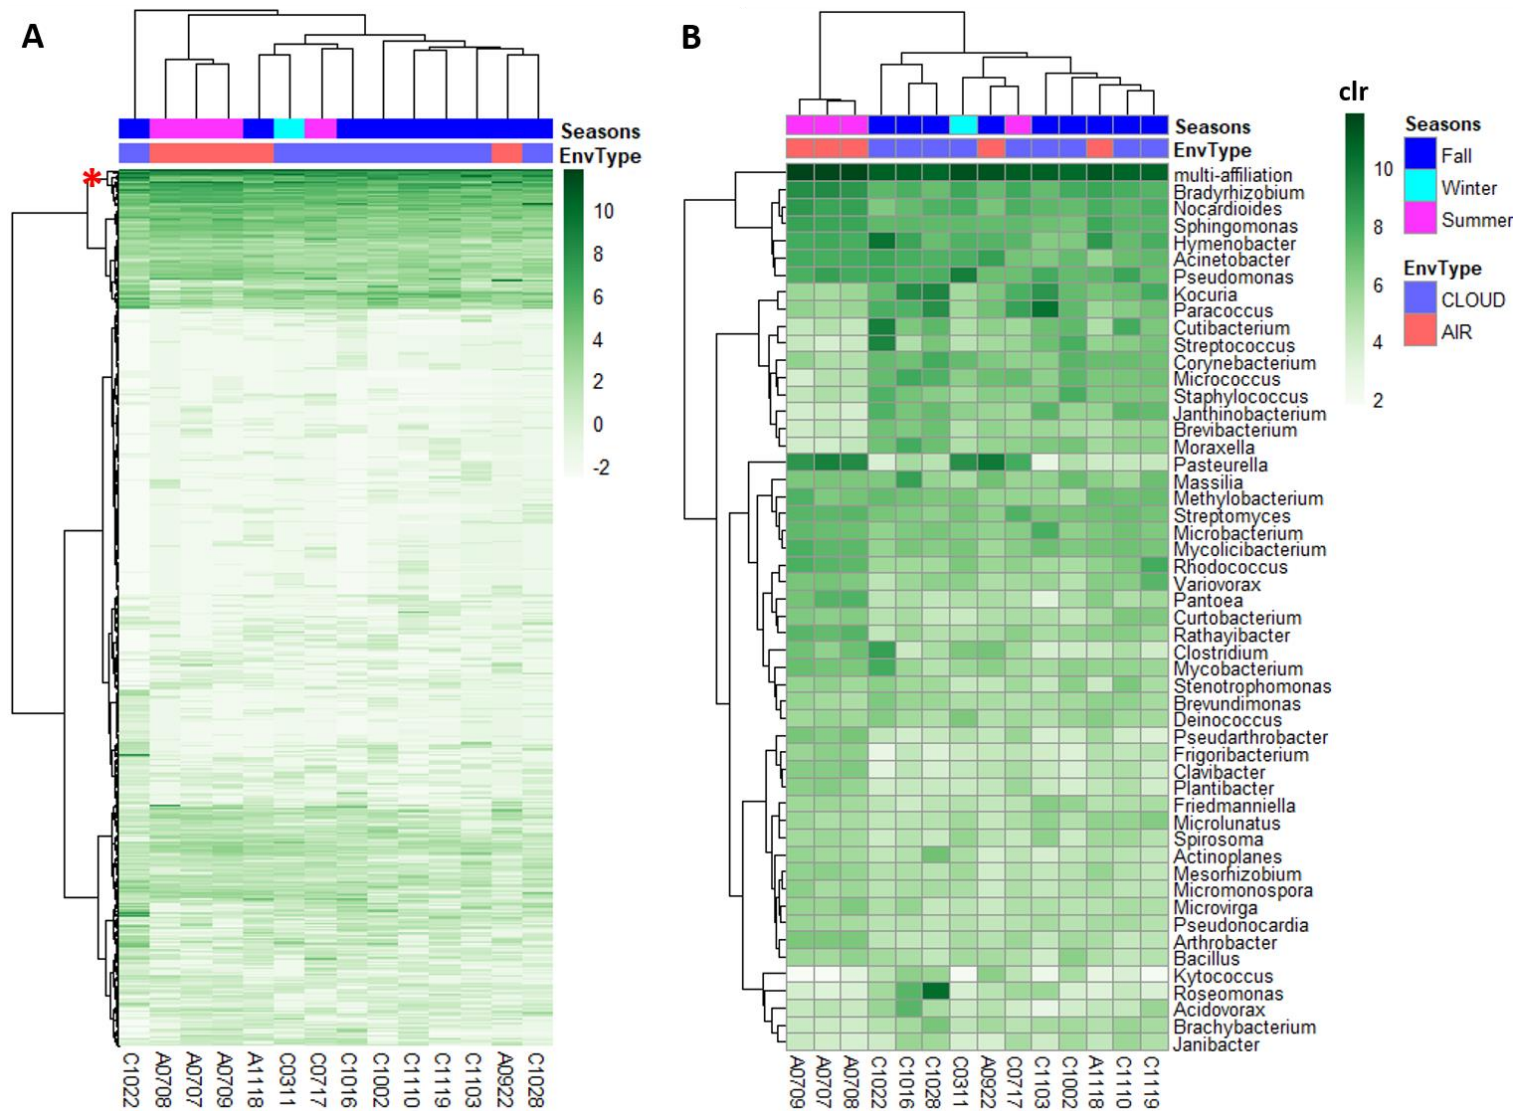 A
Seasons
EnvType
*
10
8
6
4
2
0
-2
C1022
A0708
A0707
A0709
A1118
C0311
C0717
C1016
C1002
C1110
C1119
C1103
A0922
C1028
B
Seasons
EnvType
multi-affiliation
Bradyrhizobium
Nocardioides
Sphingomonas
Hymenobacter
Acinetobacter
Pseudomonas
Kocuria
Paracoccus
Cutibacterium
Streptococcus
Corynebacterium
Micrococcus
Staphylococcus
Janthinobacterium
Brevibacterium
Moraxella
Pasteurella
Massilia
Methylobacterium
Streptomyces
Microbacterium
Mycolicibacterium
Rhodococcus
Variovorax
Pantoea
Curtobacterium
Rathayibacter
Clostridium
Mycobacterium
Stenotrophomonas
Brevundimonas
Deinococcus
Pseudarthrobacter
Frigoribacterium
Clavibacter
Plantibacter
Friedmanniella
Microlunatus
Spirosoma
Actinoplanes
Mesorhizobium
Micromonospora
Microvirga
Pseudonocardia
Arthrobacter
Bacillus
Kytococcus
Roseomonas
Acidovorax
Brachybacterium
Janibacter
A0709
A0707
A0708
C1022
C1016
C1028
C0311
A0922
C0717
C1103
C1002
A1118
C1110
C1119
clr
10
8
6
4
2
Seasons
Fall
Winter
Summer
EnvType
CLOUD
AIR